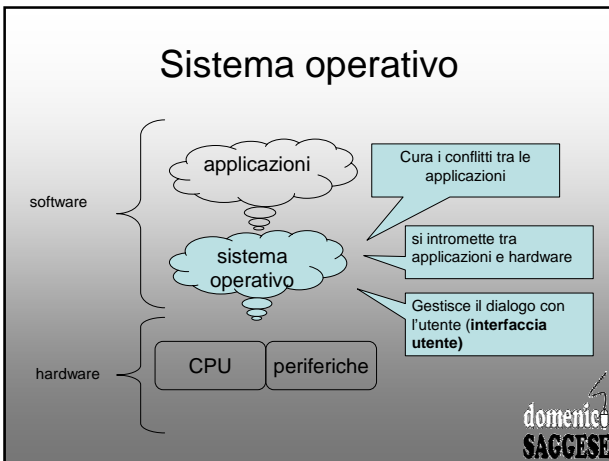 Sistema operativo
applicazioni
Cura i conflitti tra le
applicazioni
software
sistema
operativo
si intromette tra
applicazioni e hardware
Gestisce il dialogo con
l'utente (interfaccia
utente)
hardware
CPU
periferiche
domenico
SAGGESE